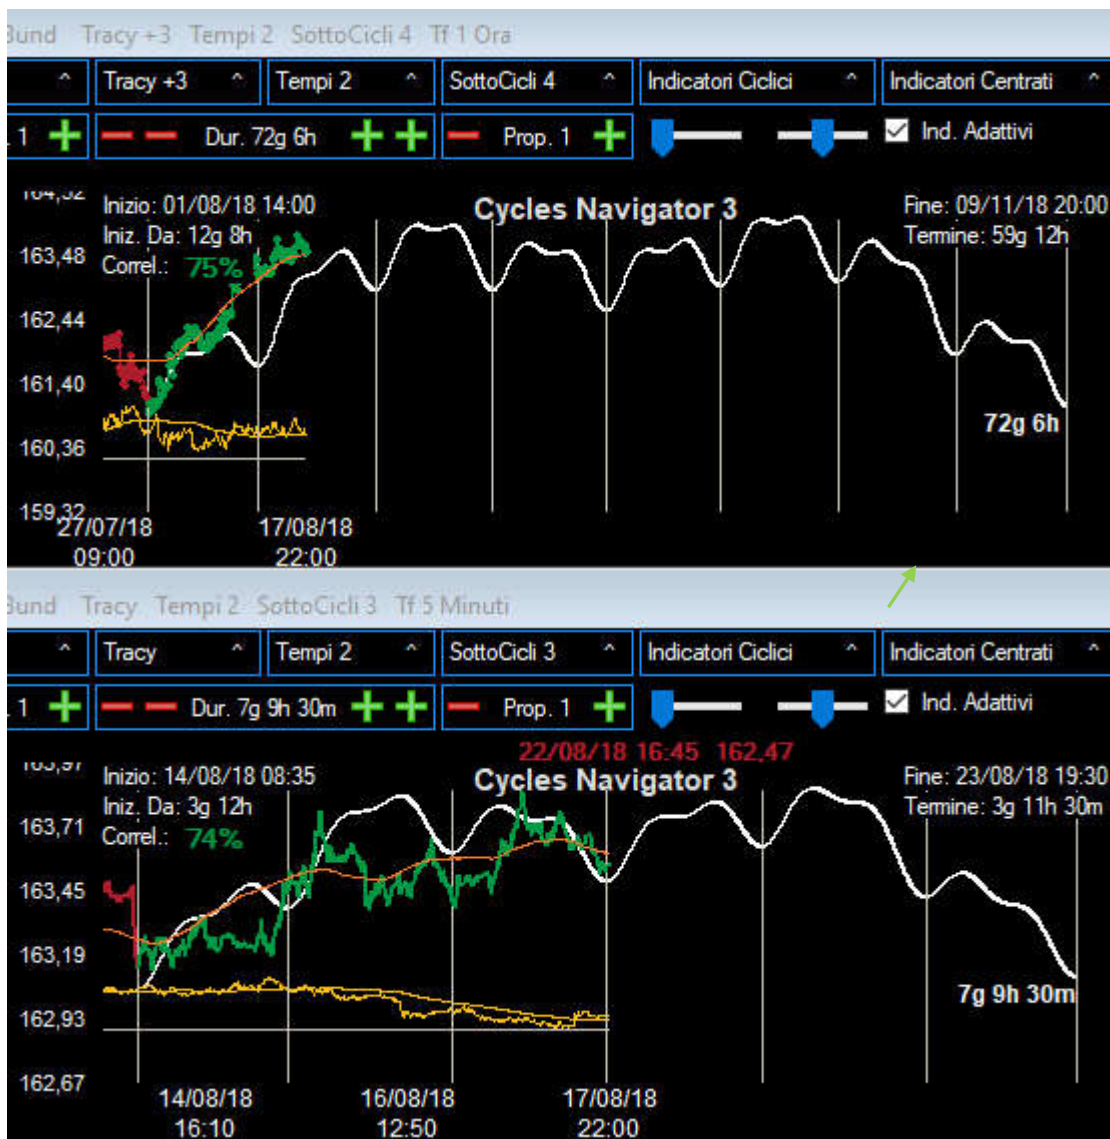 Bund Tracy +3 Tempi 2 SottoCicli 4 Tf 1 Ora
Tracy +3 Tempi 2 SottoCicli 4 Indicatori Ciclici Indicatori Centrati
. 1 Dur. 72g 6h Prop. 1 Ind. Adattivi
164,52
Inizio: 01/08/18 14:00 Cycles Navigator 3 Fine: 09/11/18 20:00
Iniz. Da: 12g 8h Termine: 59g 12h
163,48
Correl.: 75%
162,44
161,40
72g 6h
160,36
159,32
27/07/18 17/08/18
09:00 22:00
Bund Tracy Tempi 2 SottoCicli 3 Tf 5 Minuti
Tracy Tempi 2 SottoCicli 3 Indicatori Ciclici Indicatori Centrati
. 1 Dur. 7g 9h 30m Prop. 1 Ind. Adattivi
22/08/18 16:45 162,47
163,97
Inizio: 14/08/18 08:35 Cycles Navigator 3 Fine: 23/08/18 19:30
Iniz. Da: 3g 12h Termine: 3g 11h 30m
163,71
Correl.: 74%
163,45
163,19
7g 9h 30m
162,93
162,67
14/08/18 16/08/18 17/08/18
16:10 12:50 22:00